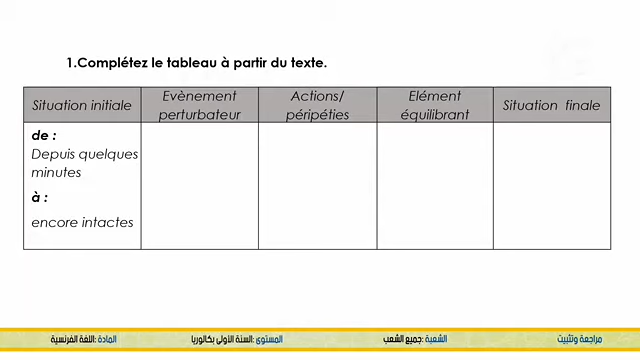 1.Complétez le tableau à partir du texte.
Situation initiale
Evènement
perturbateur
Actions/
péripéties
Elément
équilibrant
Situation finale
de :
Depuis quelques
minutes
à :
encore intactes
مراجعة وتثبيت
الشعبة :جميع الشعب
المستوى :السنة الأولى بكالوريا
المادة :اللغة الفرنسية